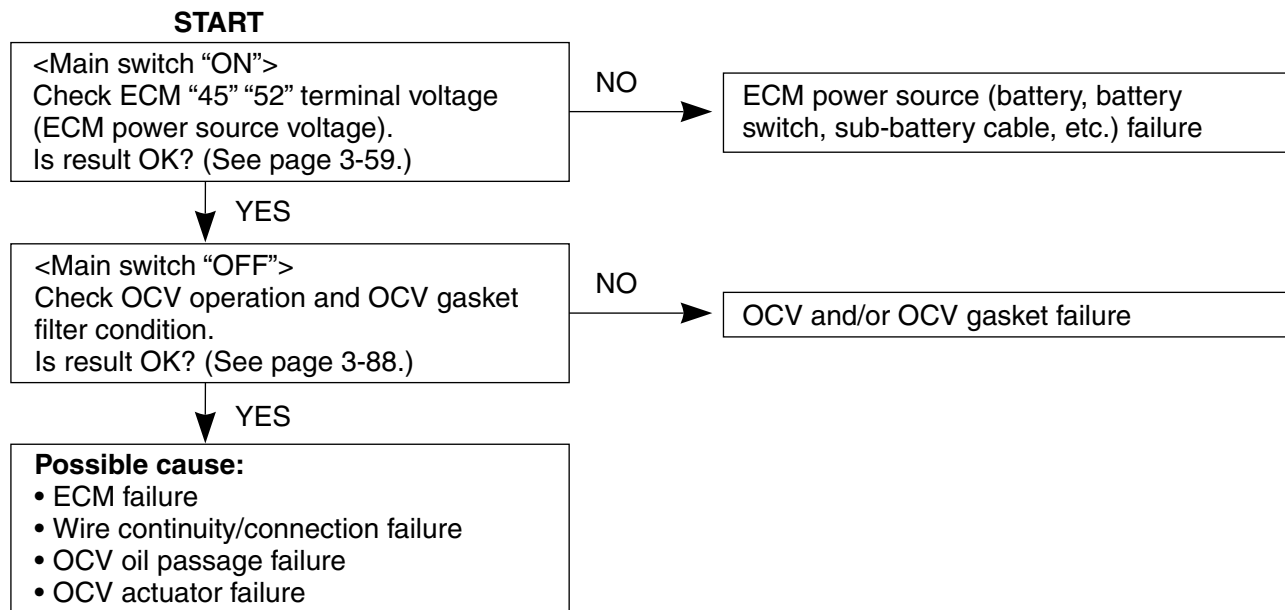 START
<Main switch “ON”>
Check ECM “45” “52” terminal voltage
(ECM power source voltage).
Is result OK? (See page 3-59.)
NO
ECM power source (battery, battery
switch, sub-battery cable, etc.) failure
YES
<Main switch “OFF”>
Check OCV operation and OCV gasket
filter condition.
Is result OK? (See page 3-88.)
NO
OCV and/or OCV gasket failure
YES
Possible cause:
• ECM failure
• Wire continuity/connection failure
• OCV oil passage failure
• OCV actuator failure